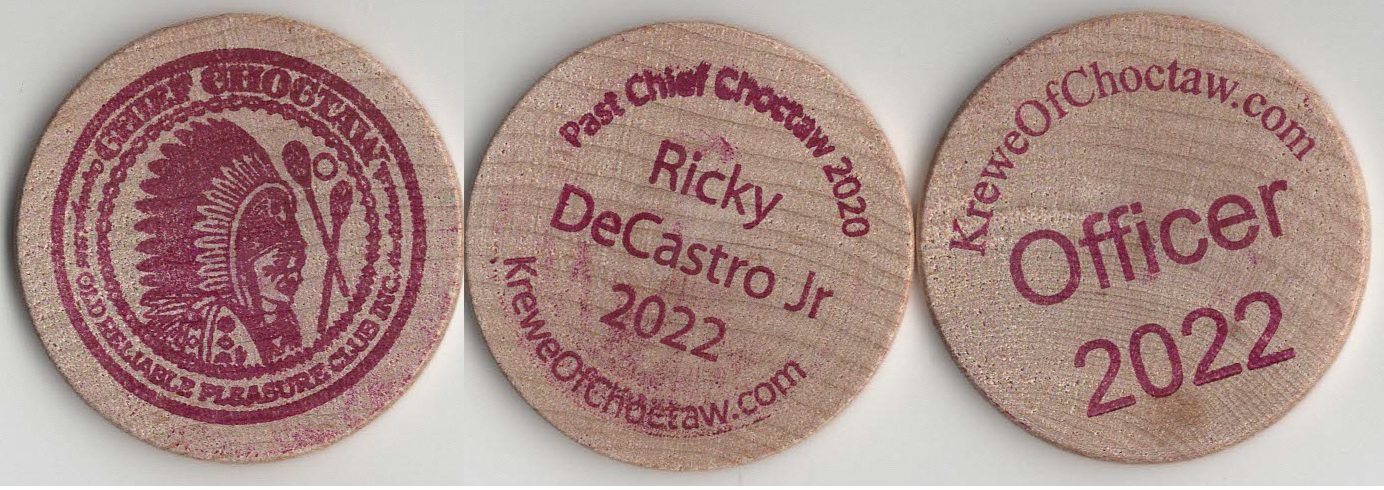 CHIEF CHOCTAW
OLD RELIABLE PLEASURE CLUB INC.
Past Chief Choctaw 2020
Ricky
DeCastro Jr
2022
KreweOfChoctaw.com
KreweOfChoctaw.com
Officer
2022